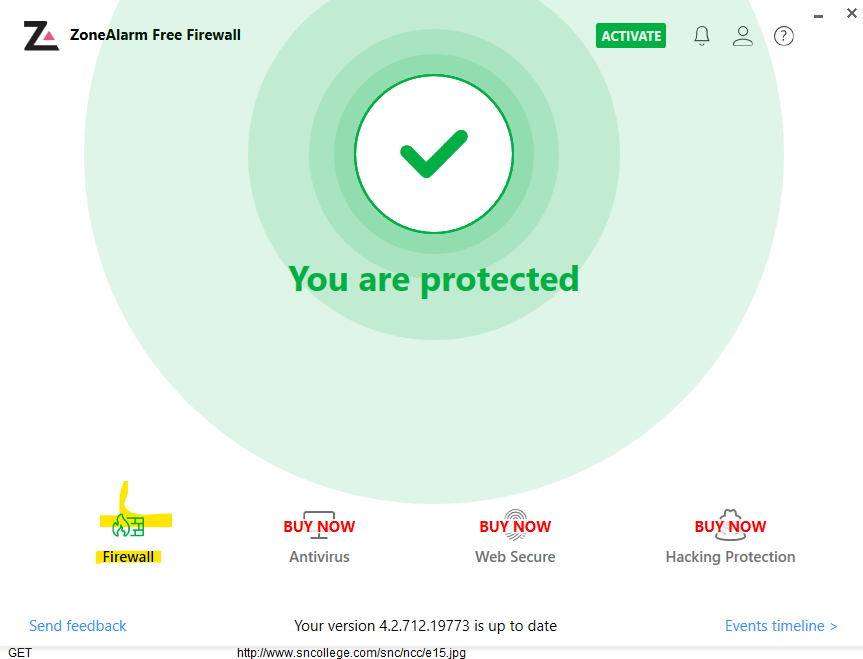 ZoneAlarm Free Firewall
ACTIVATE
You are protected
BUY NOW BUY NOW BUY NOW
Firewall Antivirus Web Secure Hacking Protection
Send feedback Your version 4.2.712.19773 is up to date Events timeline >
GET http://www.sncollege.com/snc/ncc/e15.jpg